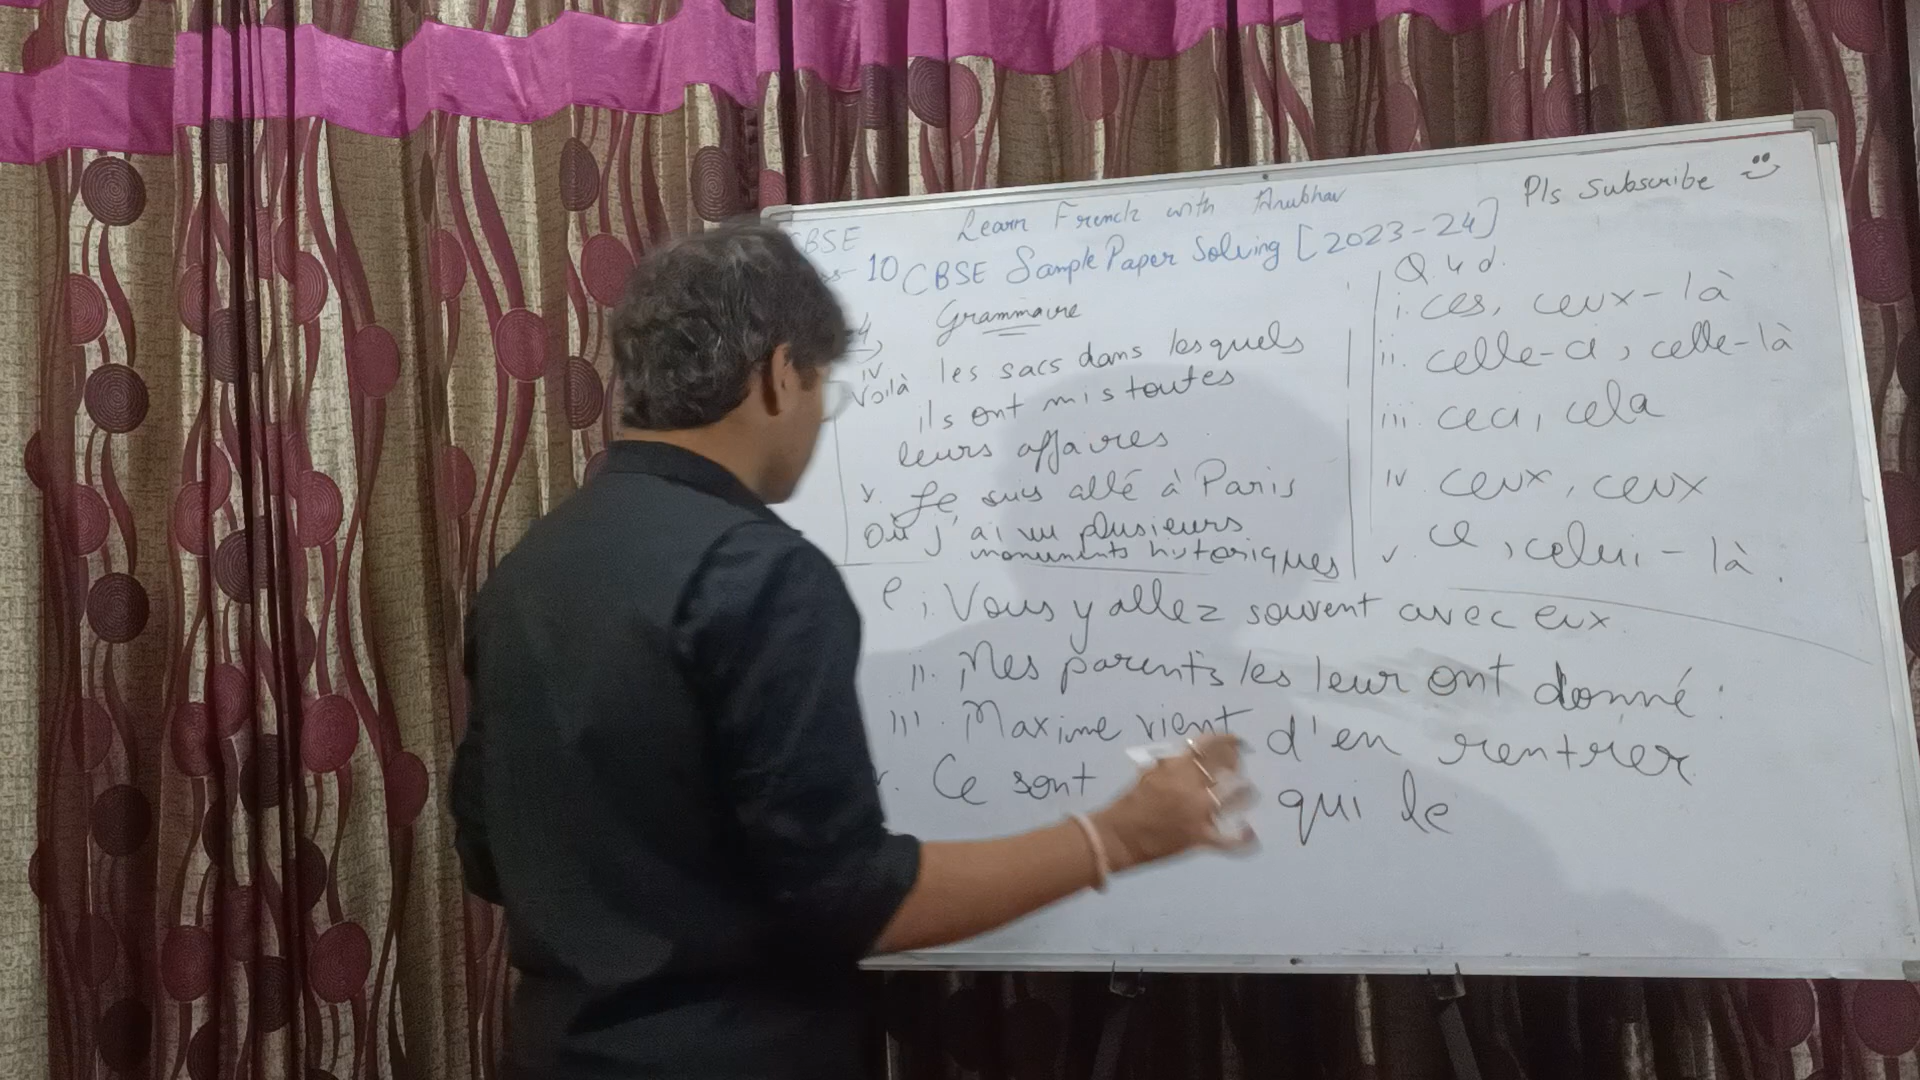 CBSE
Learn French with Anubhav
Pls Subscribe
10 CBSE Sample Paper Solving [2023-24]
Grammaire
iv
Voilà les sacs dans lesquels
ils ont mis toutes
leurs affaires
v. Je suis allé à Paris
Où j'ai vu plusieurs
monuments historiques
Q.4 d.
i. ces, ceux-là
ii. celle-ci, celle-là
iii. ceci, cela
iv ceux, ceux
v. ce, celui-là.
e i. Vous y allez souvent avec eux
ii. Mes parents les leur ont donné.
iii. Maxime vient d'en rentrer
Ce sont qui le